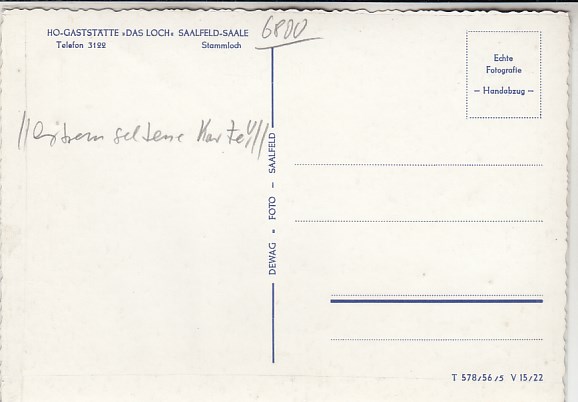 HO-GASTSTÄTTE »DAS LOCH« SAALFELD-SAALE
Telefon 3122 Stammloch
6800
Echte
Fotografie
— Handabzug —
//Extrem seltene Karte!//
DEWAG - FOTO - SAALFELD
T 578/56/5 V 15/22